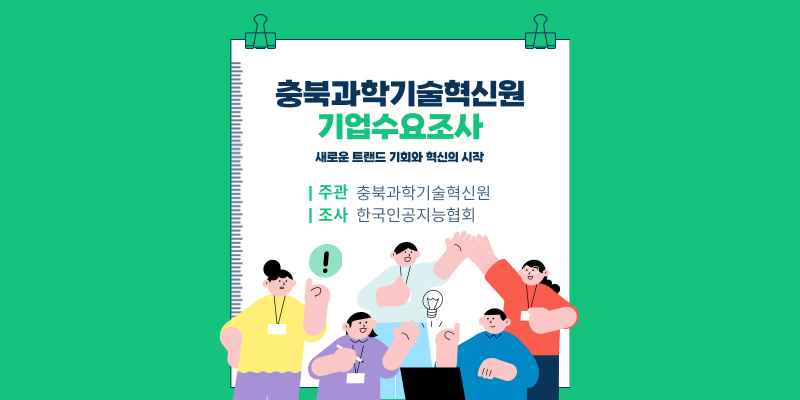 충북과학기술혁신원
기업수요조사
새로운 트랜드 기회와 혁신의 시작
| 주관 충북과학기술혁신원
| 조사 한국인공지능협회
!